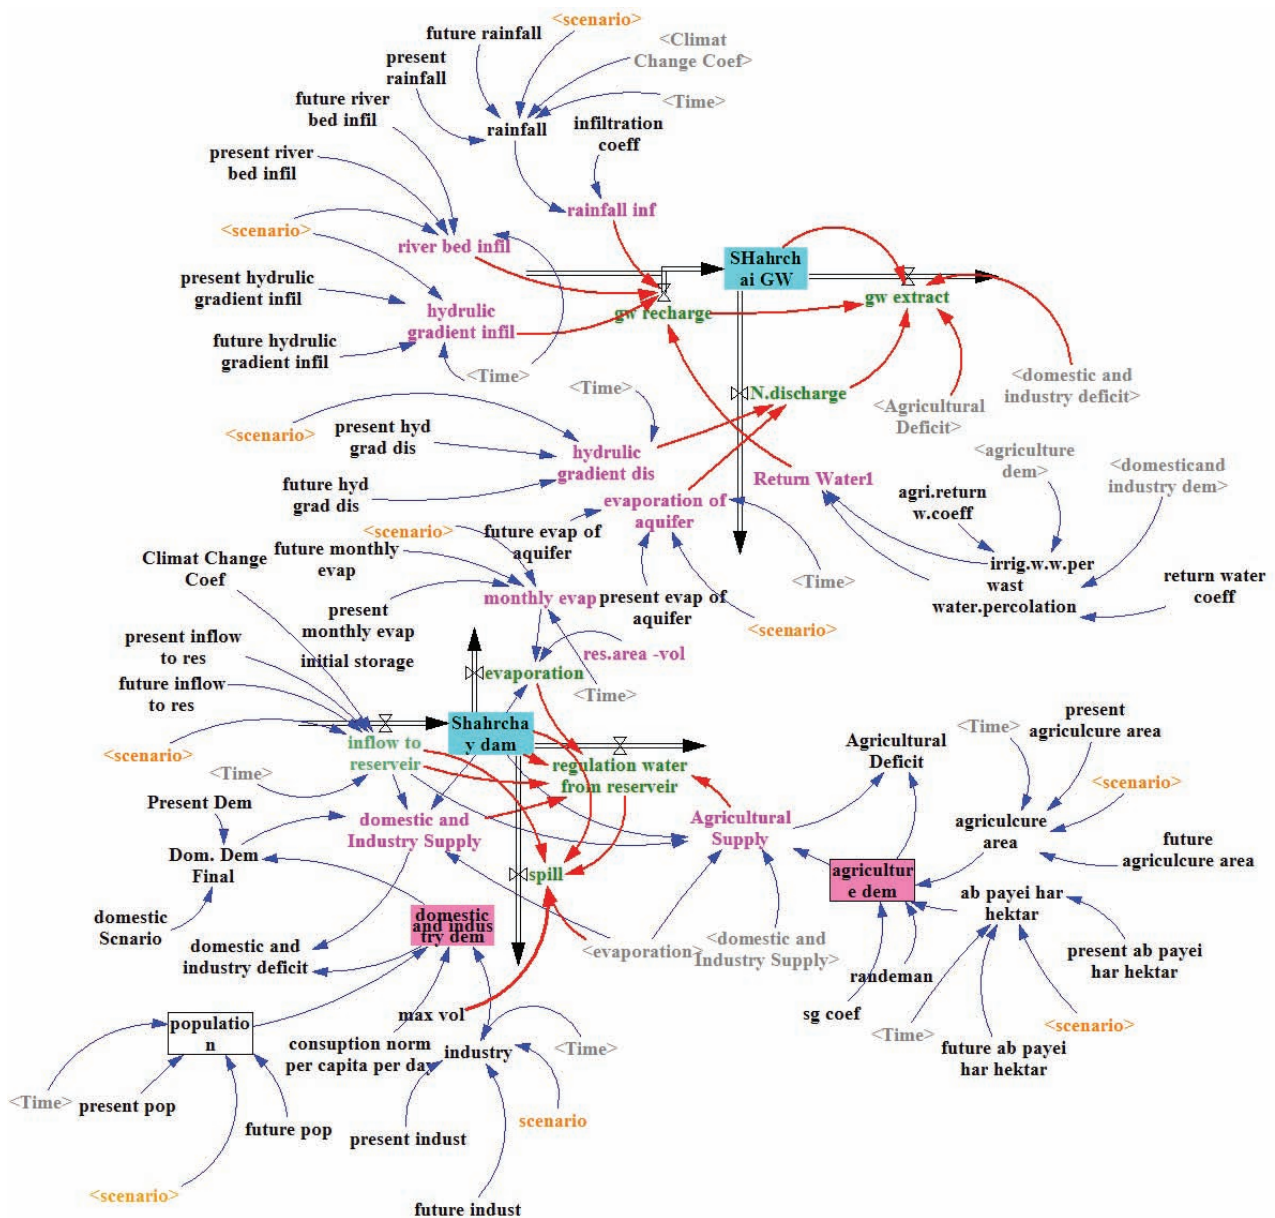 <scenario>
future rainfall
<Climat
Change Coef>
present
rainfall
<Time>
future river
bed infil
rainfall
infiltration
coeff
present river
bed infil
rainfall inf
<scenario>
river bed infil
SHahrch
ai GW
present hydrulic
gradient infil
gw extract
hydrulic
gradient infil
gw recharge
future hydrulic
gradient infil
<Time>
<Time>
<domestic and
industry deficit>
N.discharge
<Agricultural
Deficit>
<scenario>
present hyd
grad dis
hydrulic
gradient dis
<agriculture
dem>
<domesticand
industry dem>
Return Water1
future hyd
grad dis
agri.return
w.coeff
evaporation of
aquifer
<scenario>
future evap of
aquifer
Climat Change
Coef
future monthly
evap
irrig.w.w.per
<Time>
wast
water.percolation
return water
coeff
monthly evap
present evap of
aquifer
present
monthly evap
<scenario>
present inflow
to res
initial storage
res.area -vol
evaporation
future inflow
to res
<Time>
Shahrcha
y dam
<scenario>
inflow to
reserveir
regulation water
from reserveir
<Time>
present
agriculcure area
Agricultural
Deficit
<Time>
<scenario>
Present Dem
domestic and
Industry Supply
Agricultural
Supply
agriculcure
area
future
agriculcure area
Dom. Dem
Final
spill
agricultur
e dem
ab payei har
hektar
domestic
Scnario
domestic
and indus
try dem
domestic and
industry deficit
<evaporation>
<domestic and
Industry Supply>
present ab payei
har hektar
randeman
sg coef
max vol
<Time>
<scenario>
populatio
n
consuption norm
per capita per day
industry
<Time>
future ab payei
har hektar
<Time>
present pop
future pop
scenario
present indust
<scenario>
future indust